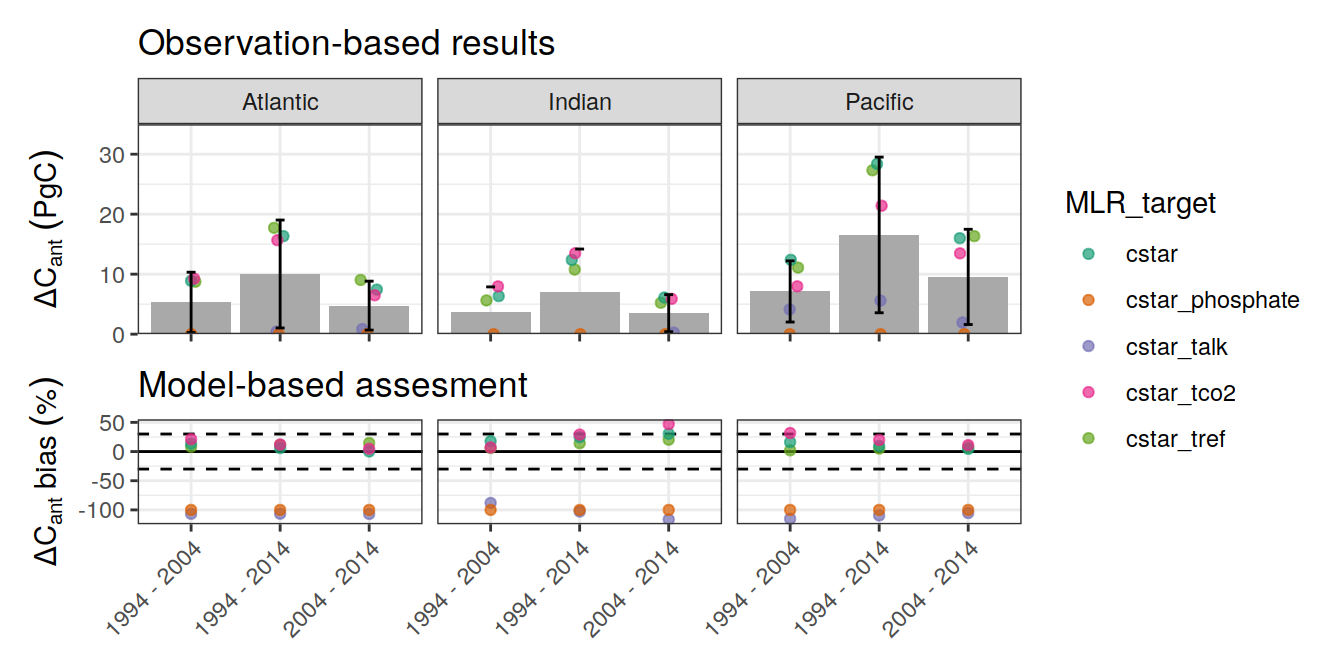 Observation-based results
Atlantic
Indian
Pacific
ΔCant (PgC)
30
20
10
0
Model-based assesment
ΔCant bias (%)
50
0
-50
-100
1994 - 2004
1994 - 2014
2004 - 2014
1994 - 2004
1994 - 2014
2004 - 2014
1994 - 2004
1994 - 2014
2004 - 2014
MLR_target
cstar
cstar_phosphate
cstar_talk
cstar_tco2
cstar_tref